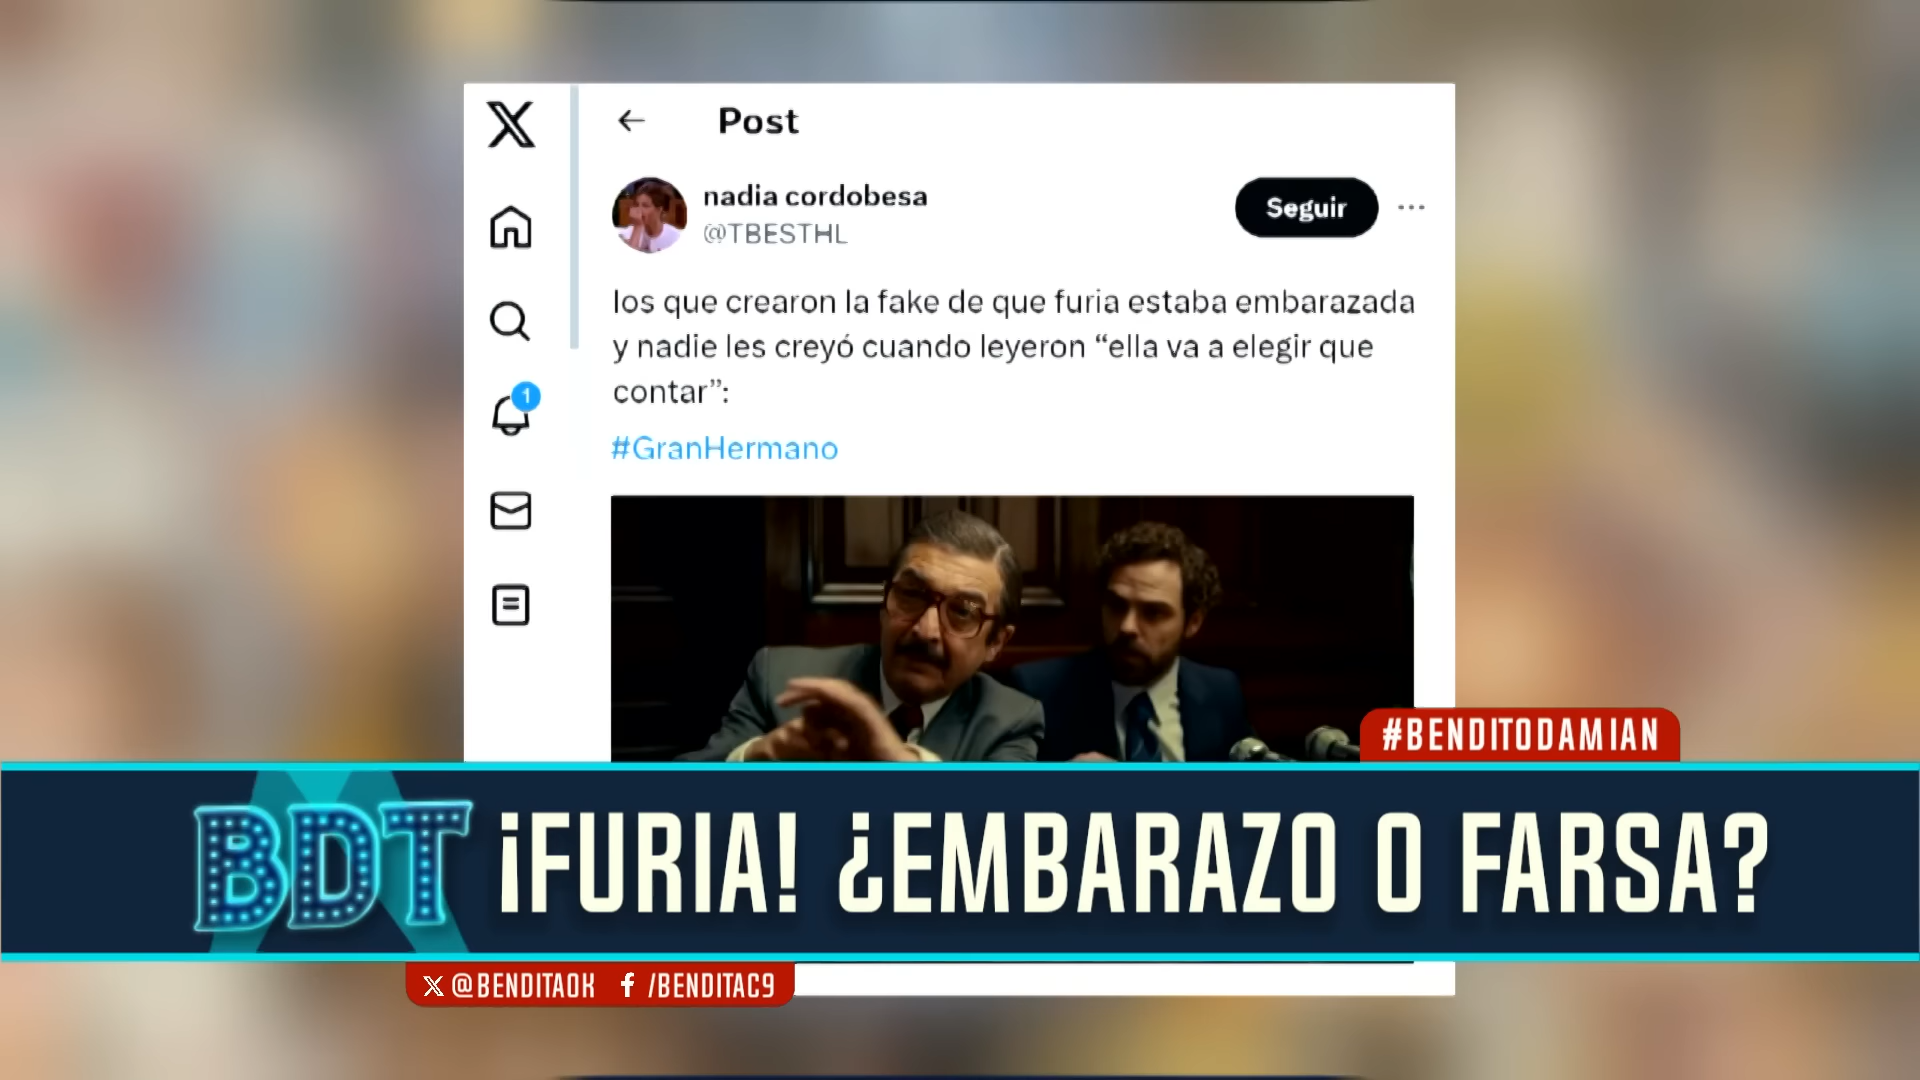 Post
nadia cordobesa
@TBESTHL
Seguir
los que crearon la fake de que furia estaba embarazada
y nadie les creyó cuando leyeron “ella va a elegir que
contar”:
#GranHermano
1
#BENDITODAMIAN
BDT ¡FURIA! ¿EMBARAZO O FARSA?
@BENDITAOK f /BENDITAC9